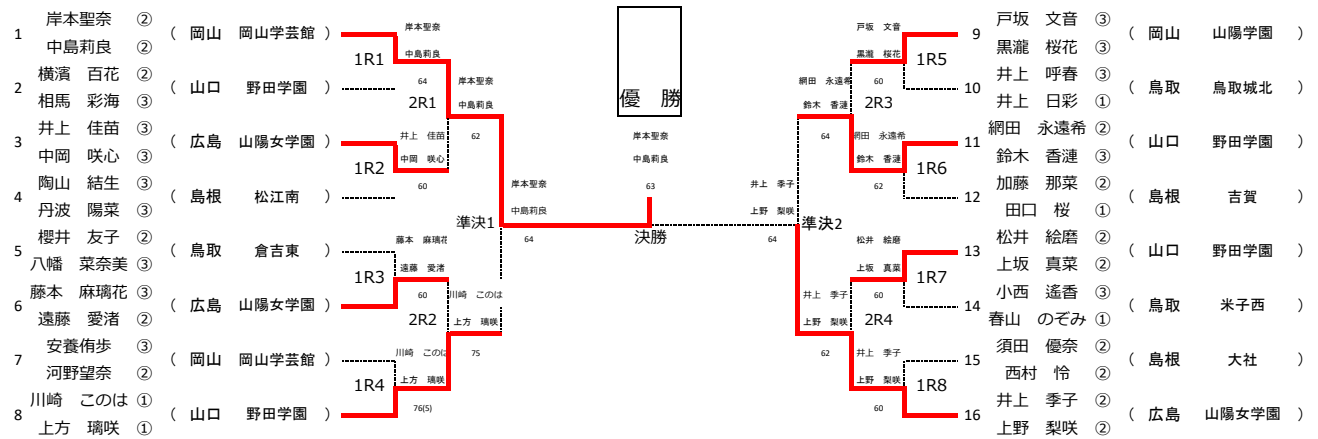 1 岸本聖奈 ② 中島莉良 ② （ 岡山 岡山学芸館 ）
2 横濱 百花 ② 相馬 彩海 ③ （ 山口 野田学園 ）
3 井上 佳苗 ③ 中岡 咲心 ③ （ 広島 山陽女学園 ）
4 陶山 結生 ③ 丹波 陽菜 ③ （ 島根 松江南 ）
5 櫻井 友子 ② 八幡 菜奈美 ③ （ 鳥取 倉吉東 ）
6 藤本 麻璃花 ③ 遠藤 愛渚 ② （ 広島 山陽女学園 ）
7 安養侑歩 ③ 河野望奈 ② （ 岡山 岡山学芸館 ）
8 川崎 このは ① 上方 璃咲 ① （ 山口 野田学園 ）
1R1
岸本聖奈
中島莉良
64
1R2
井上 佳苗
中岡 咲心
60
1R3
藤本 麻璃花
遠藤 愛渚
60
1R4
川崎 このは
上方 璃咲
76(5)
2R1
岸本聖奈
中島莉良
62
2R2
川崎 このは
上方 璃咲
75
準決1
岸本聖奈
中島莉良
64
優 勝
岸本聖奈
中島莉良
63
決勝
準決2
井上 季子
上野 梨咲
64
2R3
網田 永遠希
鈴木 香漣
64
2R4
井上 季子
上野 梨咲
62
1R5
戸坂 文音
黒瀧 桜花
60
1R6
網田 永遠希
鈴木 香漣
62
1R7
松井 絵磨
上坂 真菜
60
1R8
井上 季子
上野 梨咲
60
9 戸坂 文音 ③ 黒瀧 桜花 ③ （ 岡山 山陽学園 ）
10 井上 呼春 ③ 井上 日彩 ① （ 鳥取 鳥取城北 ）
11 網田 永遠希 ② 鈴木 香漣 ③ （ 山口 野田学園 ）
12 加藤 那菜 ② 田口 桜 ① （ 島根 吉賀 ）
13 松井 絵磨 ② 上坂 真菜 ② （ 山口 野田学園 ）
14 小西 遙香 ③ 春山 のぞみ ① （ 鳥取 米子西 ）
15 須田 優奈 ② 西村 怜 ② （ 島根 大社 ）
16 井上 季子 ② 上野 梨咲 ② （ 広島 山陽女学園 ）